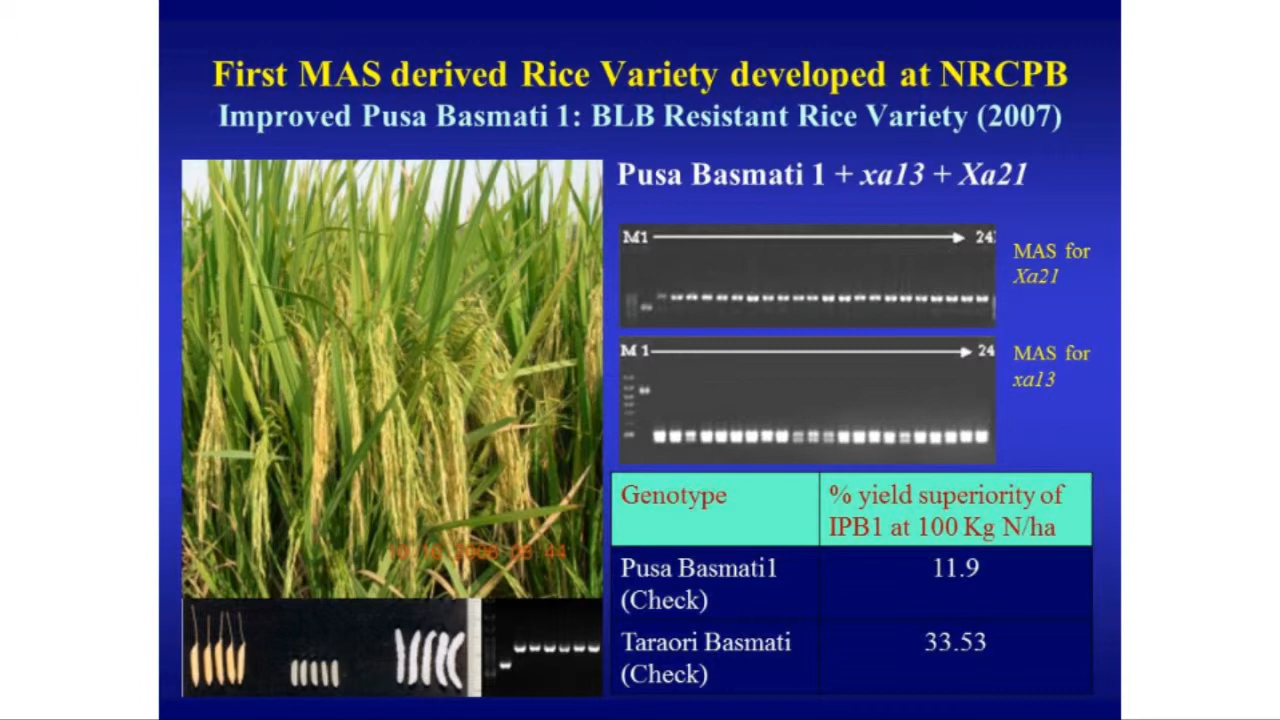 First MAS derived Rice Variety developed at NRCPB
Improved Pusa Basmati 1: BLB Resistant Rice Variety (2007)
Pusa Basmati 1 + xa13 + Xa21
M1 24
MAS for
Xa21
M 1 24
MAS for
xa13
Genotype
% yield superiority of
IPB1 at 100 Kg N/ha
Pusa Basmati1
(Check)
11.9
Taraori Basmati
(Check)
33.53